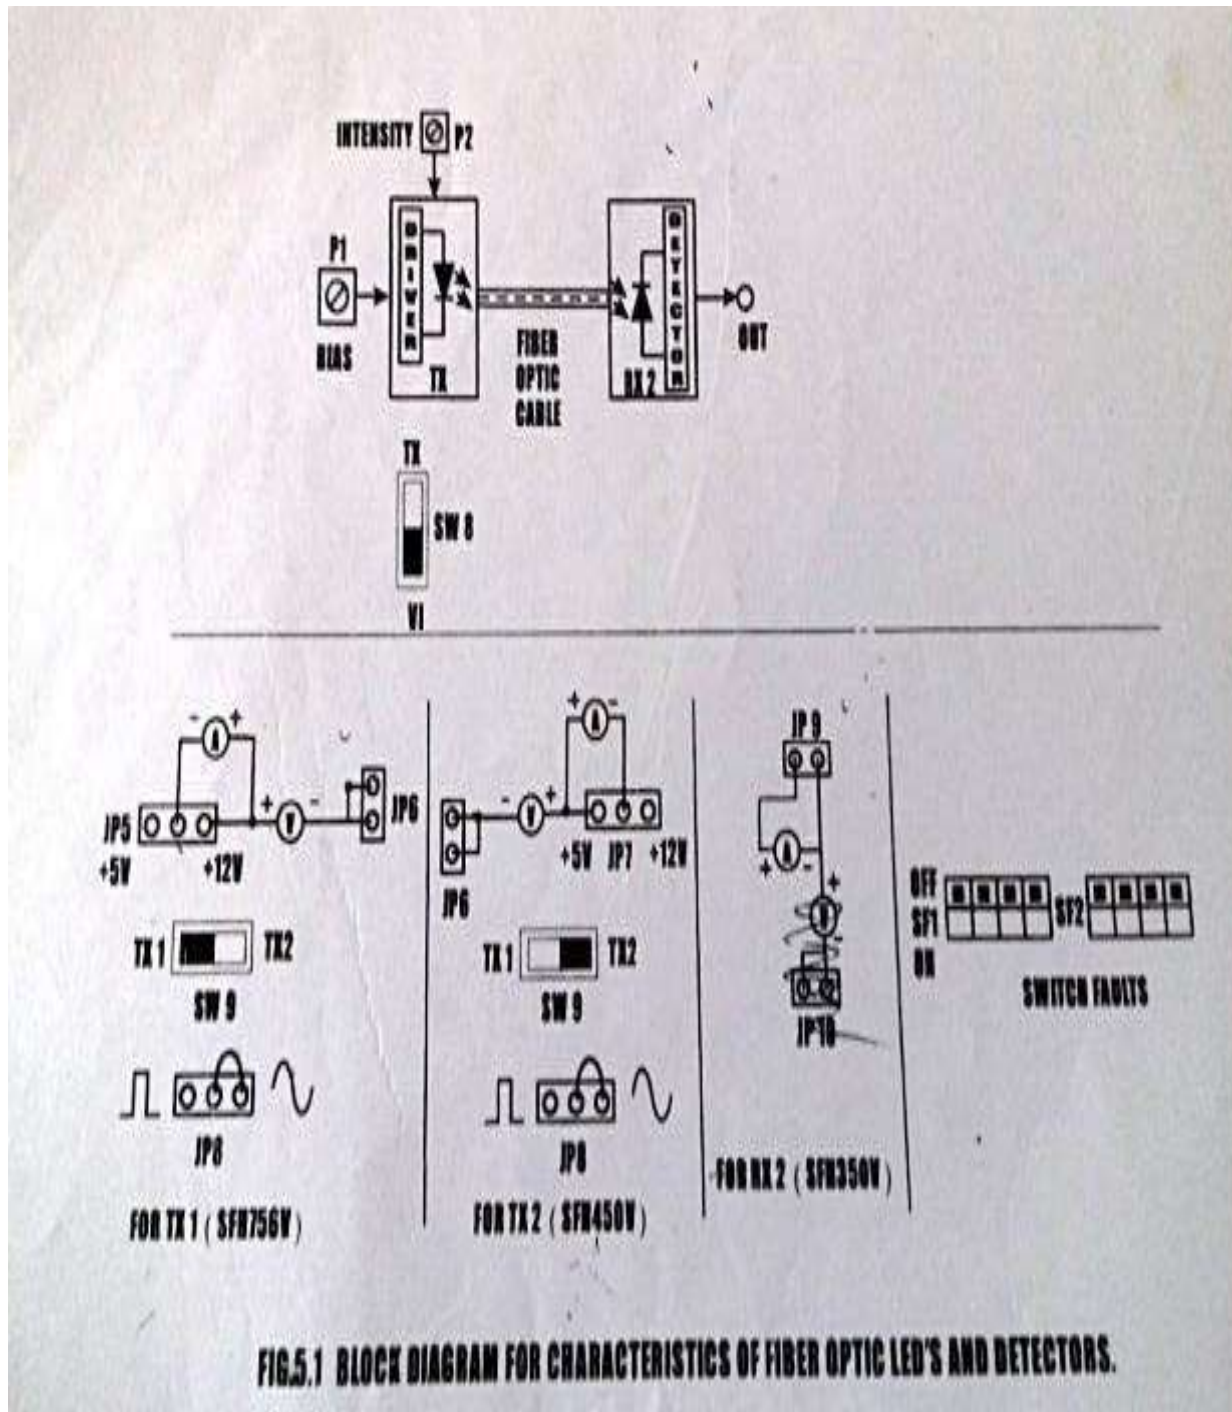 INTENSITY P2
P1
BIAS
DRIVER
TX
FIBER
OPTIC
CABLE
DETECTOR
RX 2
OUT
TX
SW 8
VI
- A +
JP5
+5V +12V
+ V -
JP6
TX 1 TX2
SW 9
JP8
FOR TX 1 ( SFH756V )
+ A -
- V +
+5V JP7 +12V
JP6
TX 1 TX2
SW 9
JP8
FOR TX 2 ( SFH450V )
JP 9
+ A -
+
V
-
JP 10
FOR RX 2 ( SFH350V )
OFF
SF1 SF2
ON
SWITCH FAULTS
FIG.5.1 BLOCK DIAGRAM FOR CHARACTERISTICS OF FIBER OPTIC LED'S AND DETECTORS.